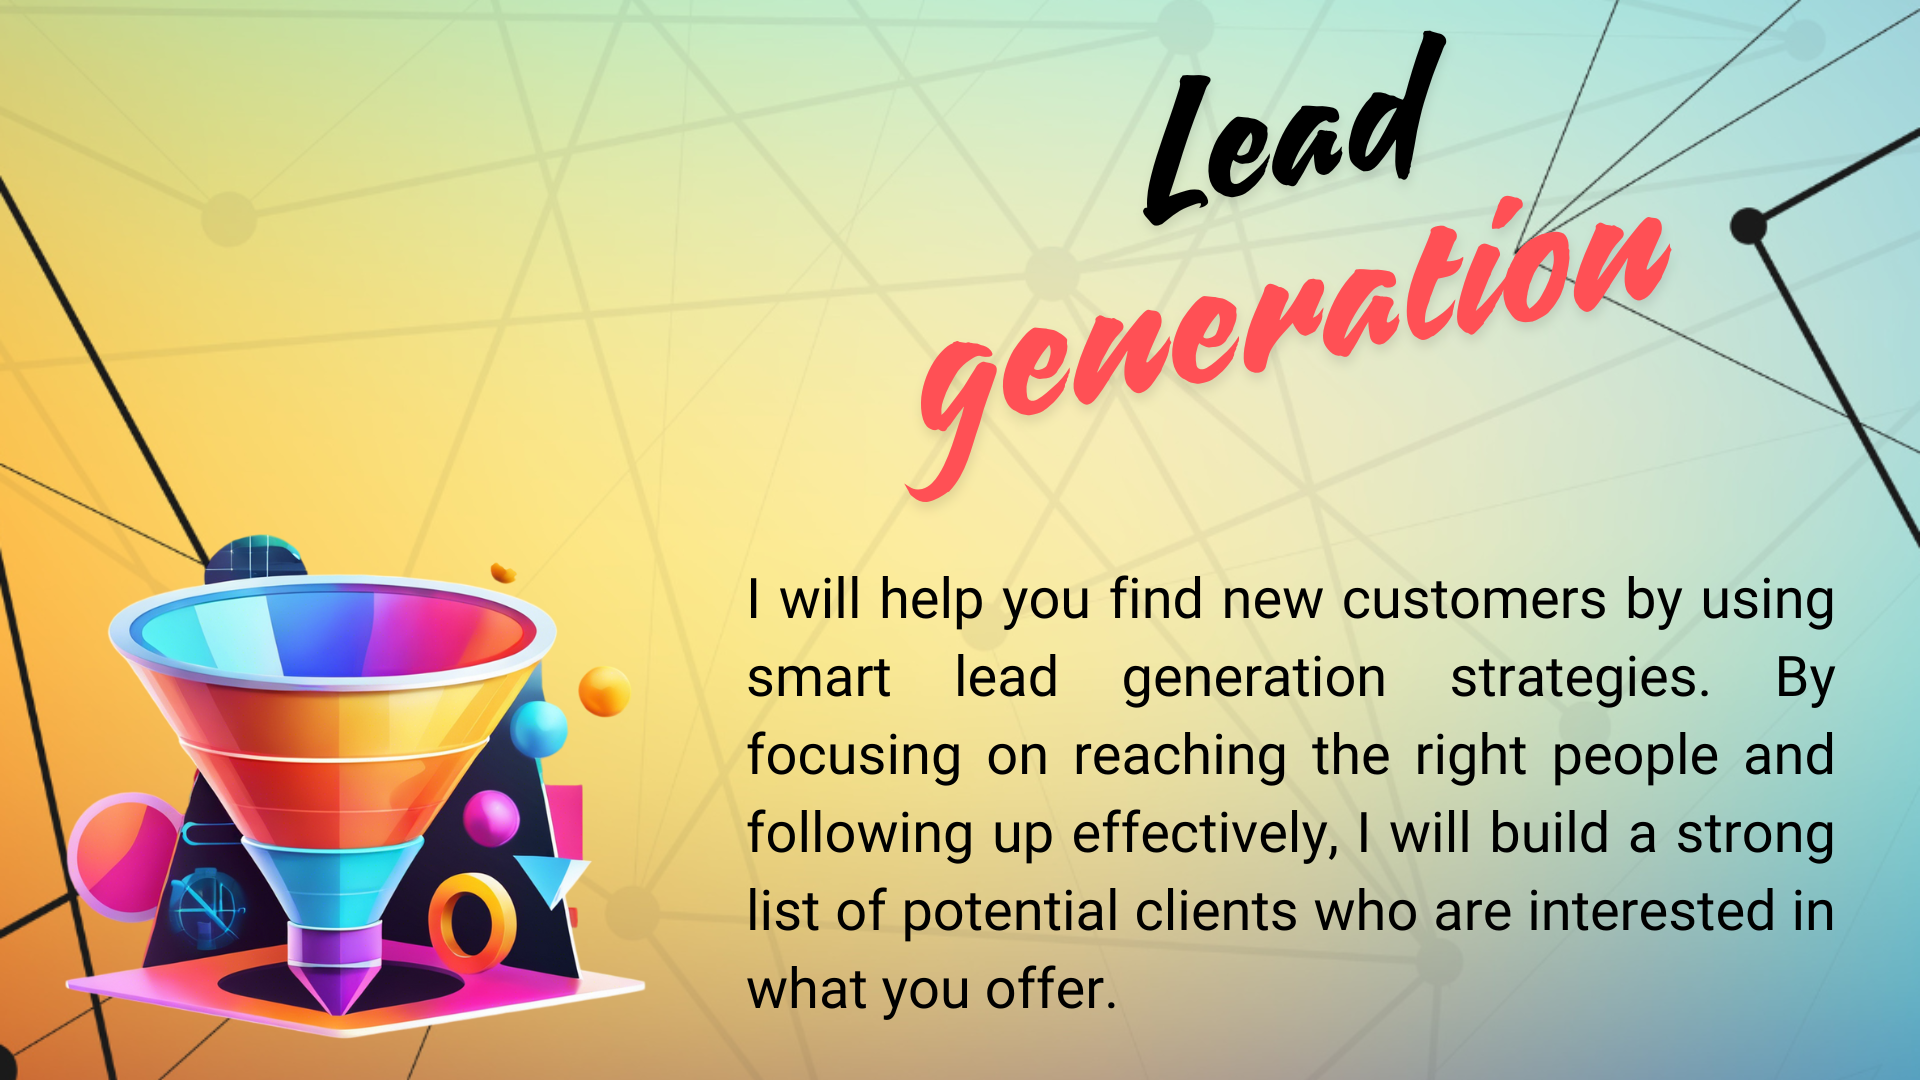 Lead
generation
I will help you find new customers by using
smart lead generation strategies. By
focusing on reaching the right people and
following up effectively, I will build a strong
list of potential clients who are interested in
what you offer.